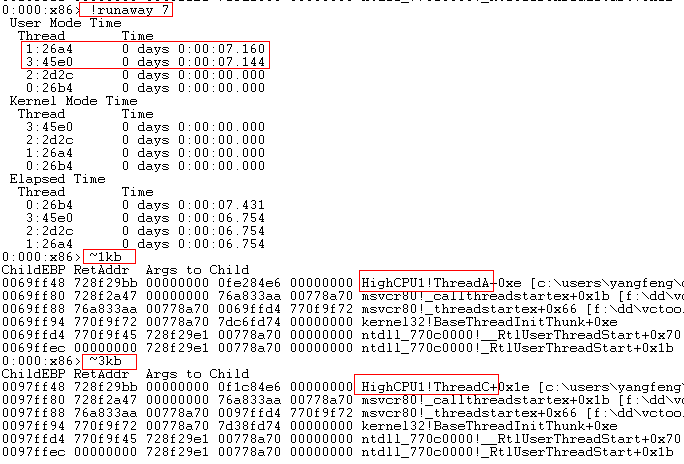 0:000:x86> !runaway 7
User Mode Time
Thread Time
1:26a4 0 days 0:00:07.160
3:45e0 0 days 0:00:07.144
2:2d2c 0 days 0:00:00.000
0:26b4 0 days 0:00:00.000
Kernel Mode Time
Thread Time
3:45e0 0 days 0:00:00.000
2:2d2c 0 days 0:00:00.000
1:26a4 0 days 0:00:00.000
0:26b4 0 days 0:00:00.000
Elapsed Time
Thread Time
0:26b4 0 days 0:00:07.431
3:45e0 0 days 0:00:06.754
2:2d2c 0 days 0:00:06.754
1:26a4 0 days 0:00:06.754
0:000:x86> ~1kb
ChildEBP RetAddr Args to Child
0069ff48 728f29bb 00000000 0fe284e6 00000000 HighCPU1!ThreadA+0xe [c:\users\yangfeng\
0069ff80 728f2a47 00000000 76a833aa 00778a70 msvcr80!_callthreadstartex+0x1b [f:\dd\vc
0069ff88 76a833aa 00778a70 0069ffd4 770f9f72 msvcr80!_threadstartex+0x66 [f:\dd\vctool
0069ff94 770f9f72 00778a70 7dc6fd74 00000000 kernel32!BaseThreadInitThunk+0xe
0069ffd4 770f9f45 728f29e1 00778a70 00000000 ntdll_770c0000!__RtlUserThreadStart+0x70
0069ffec 00000000 728f29e1 00778a70 00000000 ntdll_770c0000!_RtlUserThreadStart+0x1b
0:000:x86> ~3kb
ChildEBP RetAddr Args to Child
0097ff48 728f29bb 00000000 0f1c84e6 00000000 HighCPU1!ThreadC+0x1e [c:\users\yangfeng
0097ff80 728f2a47 00000000 76a833aa 00778a70 msvcr80!_callthreadstartex+0x1b [f:\dd\vc
0097ff88 76a833aa 00778a70 0097ffd4 770f9f72 msvcr80!_threadstartex+0x66 [f:\dd\vctool
0097ff94 770f9f72 00778a70 7d38fd74 00000000 kernel32!BaseThreadInitThunk+0xe
0097ffd4 770f9f45 728f29e1 00778a70 00000000 ntdll_770c0000!__RtlUserThreadStart+0x70
0097ffec 00000000 728f29e1 00778a70 00000000 ntdll_770c0000!_RtlUserThreadStart+0x1b